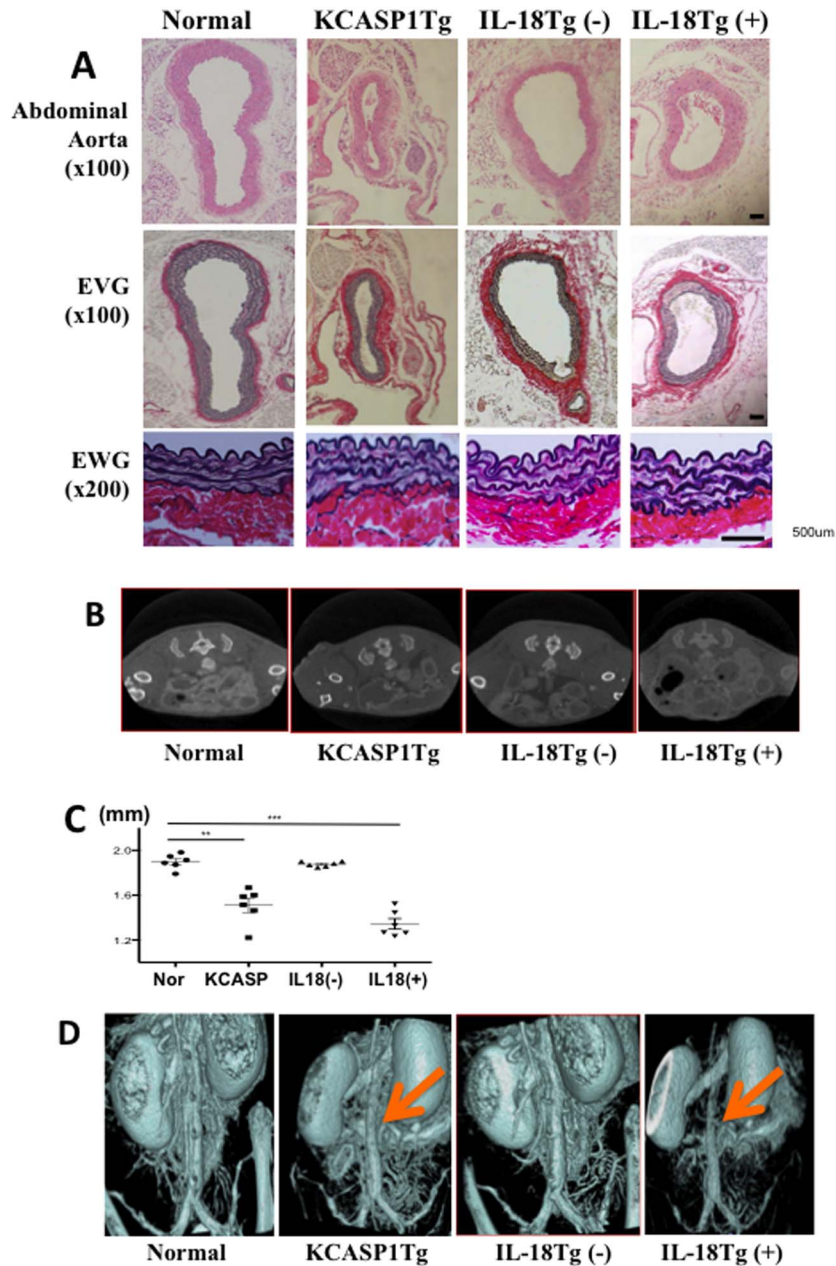 Normal KCASP1Tg IL-18Tg (-) IL-18Tg (+)
A
Abdominal
Aorta
(x100)
EVG
(x100)
EWG
(x200)
500um
B
Normal KCASP1Tg IL-18Tg (-) IL-18Tg (+)
C
(mm)
***
**
2.0
1.6
1.2
Nor KCASP IL18(-) IL18(+)
D
Normal KCASP1Tg IL-18Tg (-) IL-18Tg (+)